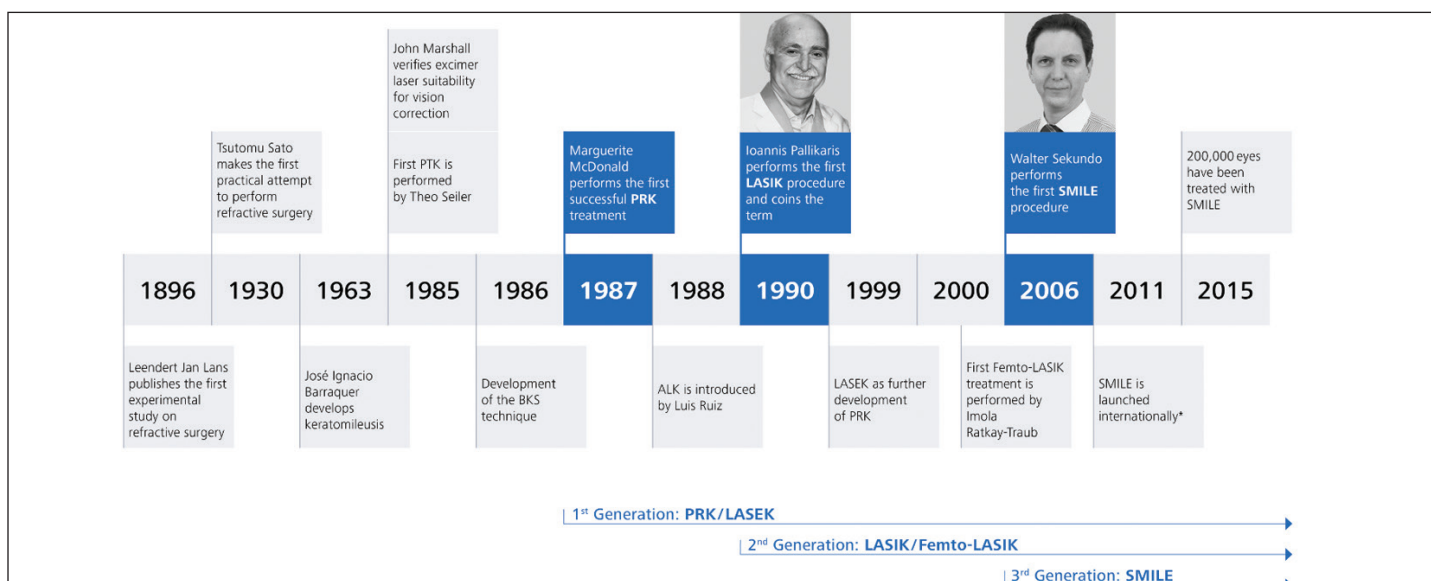 John Marshall
verifies excimer
laser suitability
for vision
correction
Tsutomu Sato
makes the first
practical attempt
to perform
refractive surgery
First PTK is
performed
by Theo Seiler
Marguerite
McDonald
performs the first
successful PRK
treatment
Ioannis Pallikaris
performs the first
LASIK procedure
and coins the
term
Walter Sekundo
performs
the first SMILE
procedure
200,000 eyes
have been
treated with
SMILE
1896 1930 1963 1985 1986 1987 1988 1990 1999 2000 2006 2011 2015
Leendert Jan Lans
publishes the first
experimental
study on
refractive surgery
José Ignacio
Barraquer
develops
keratomileusis
Development
of the BKS
technique
ALK is introduced
by Luis Ruiz
LASEK as further
development
of PRK
First Femto-LASIK
treatment is
performed by
Imola
Ratkay-Traub
SMILE is
launched
internationally*
1st Generation: PRK/LASEK
2nd Generation: LASIK/Femto-LASIK
3rd Generation: SMILE